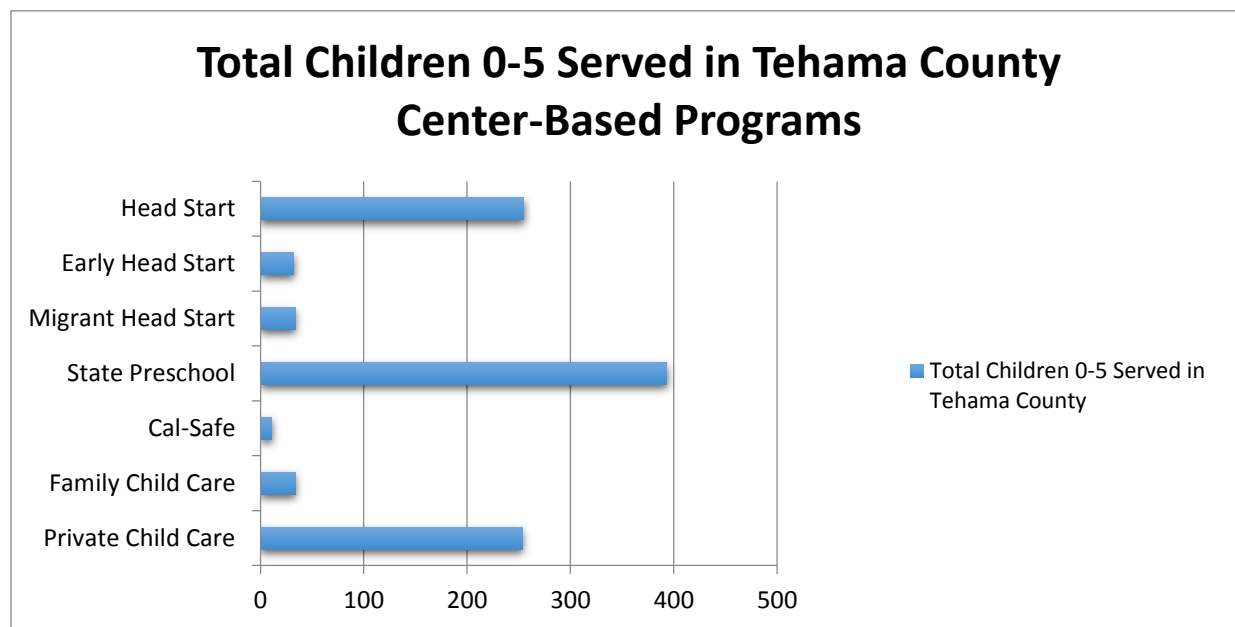 Total Children 0-5 Served in Tehama County
Center-Based Programs
Head Start
Early Head Start
Migrant Head Start
State Preschool
Cal-Safe
Family Child Care
Private Child Care
0 100 200 300 400 500
Total Children 0-5 Served in
Tehama County